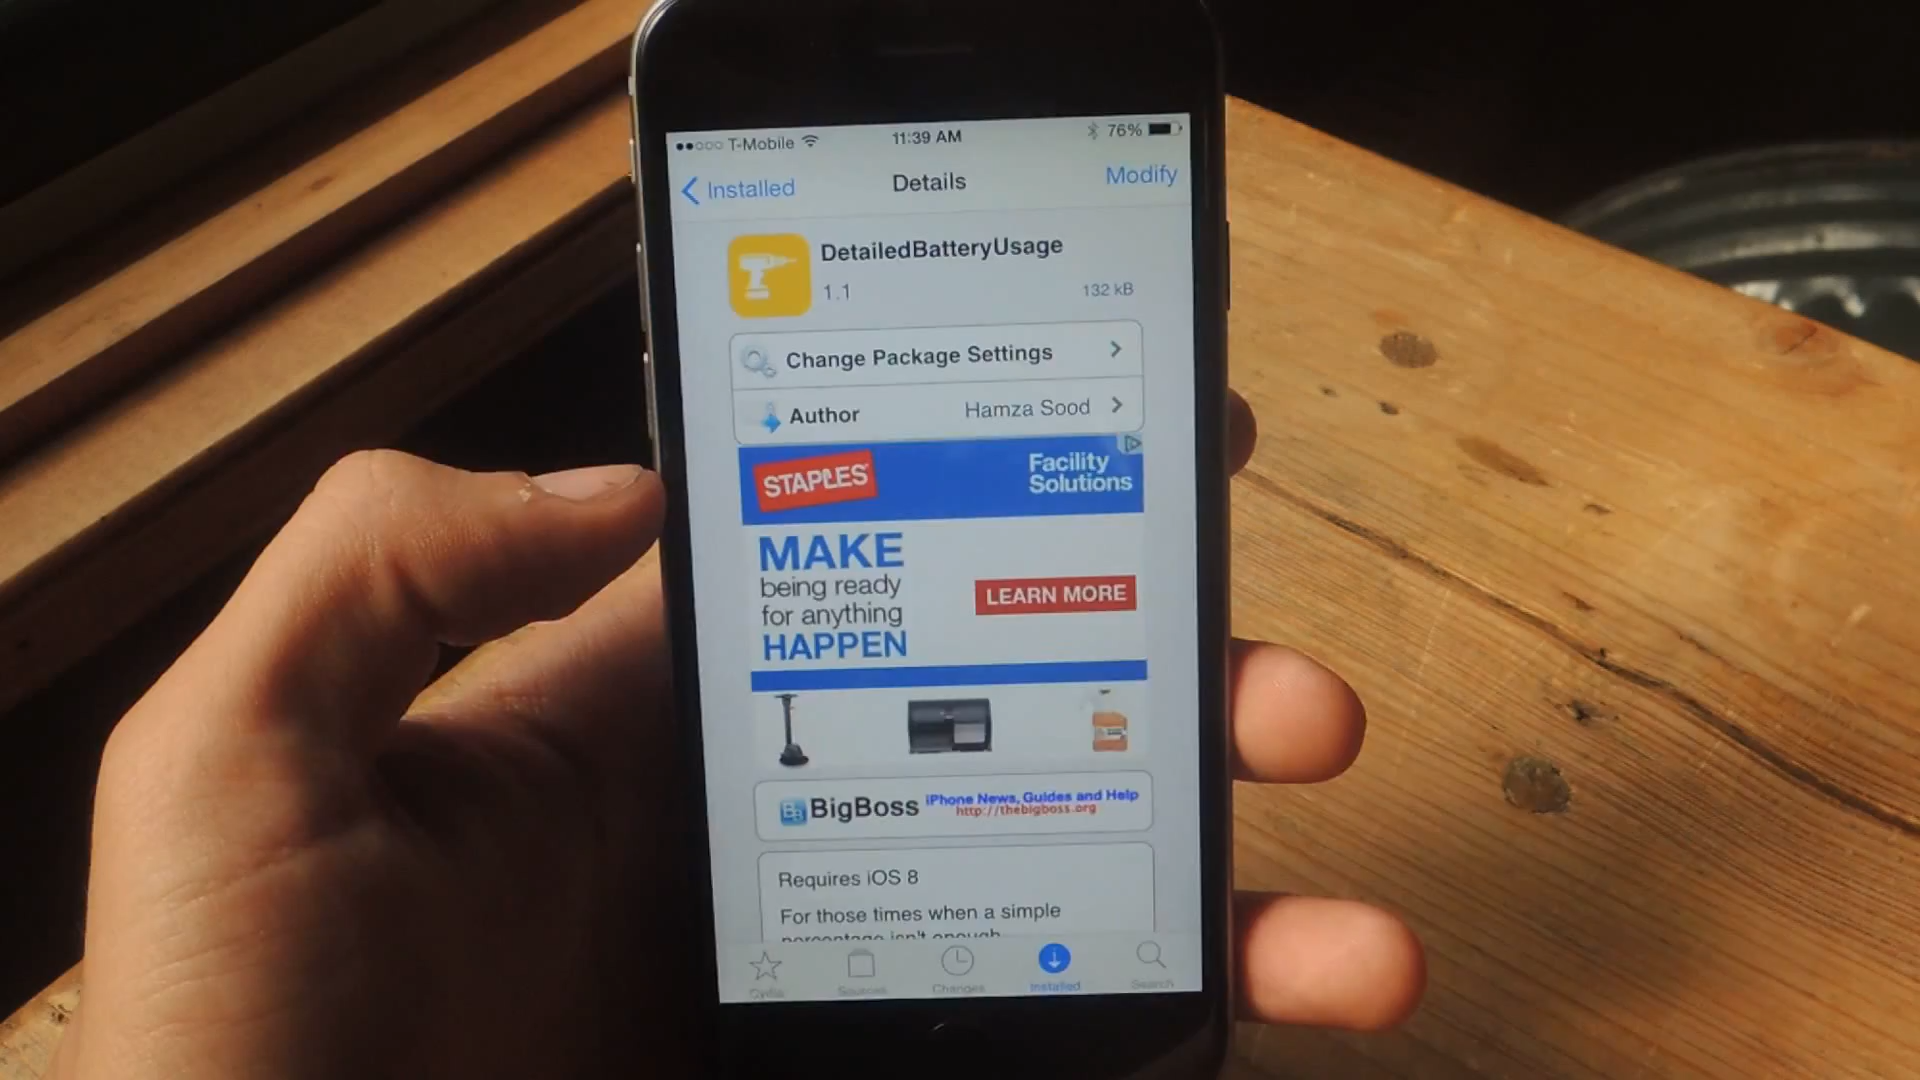 T-Mobile 11:39 AM 76%
Installed Details Modify
DetailedBatteryUsage
1.1 132 kB
Change Package Settings
Author Hamza Sood
STAPLES Facility
Solutions
MAKE
being ready
for anything
HAPPEN
LEARN MORE
BB BigBoss iPhone News, Guides and Help
http://thebigboss.org
Requires iOS 8
For those times when a simple
percentage isn't enough
Cydia Sources Changes Installed Search